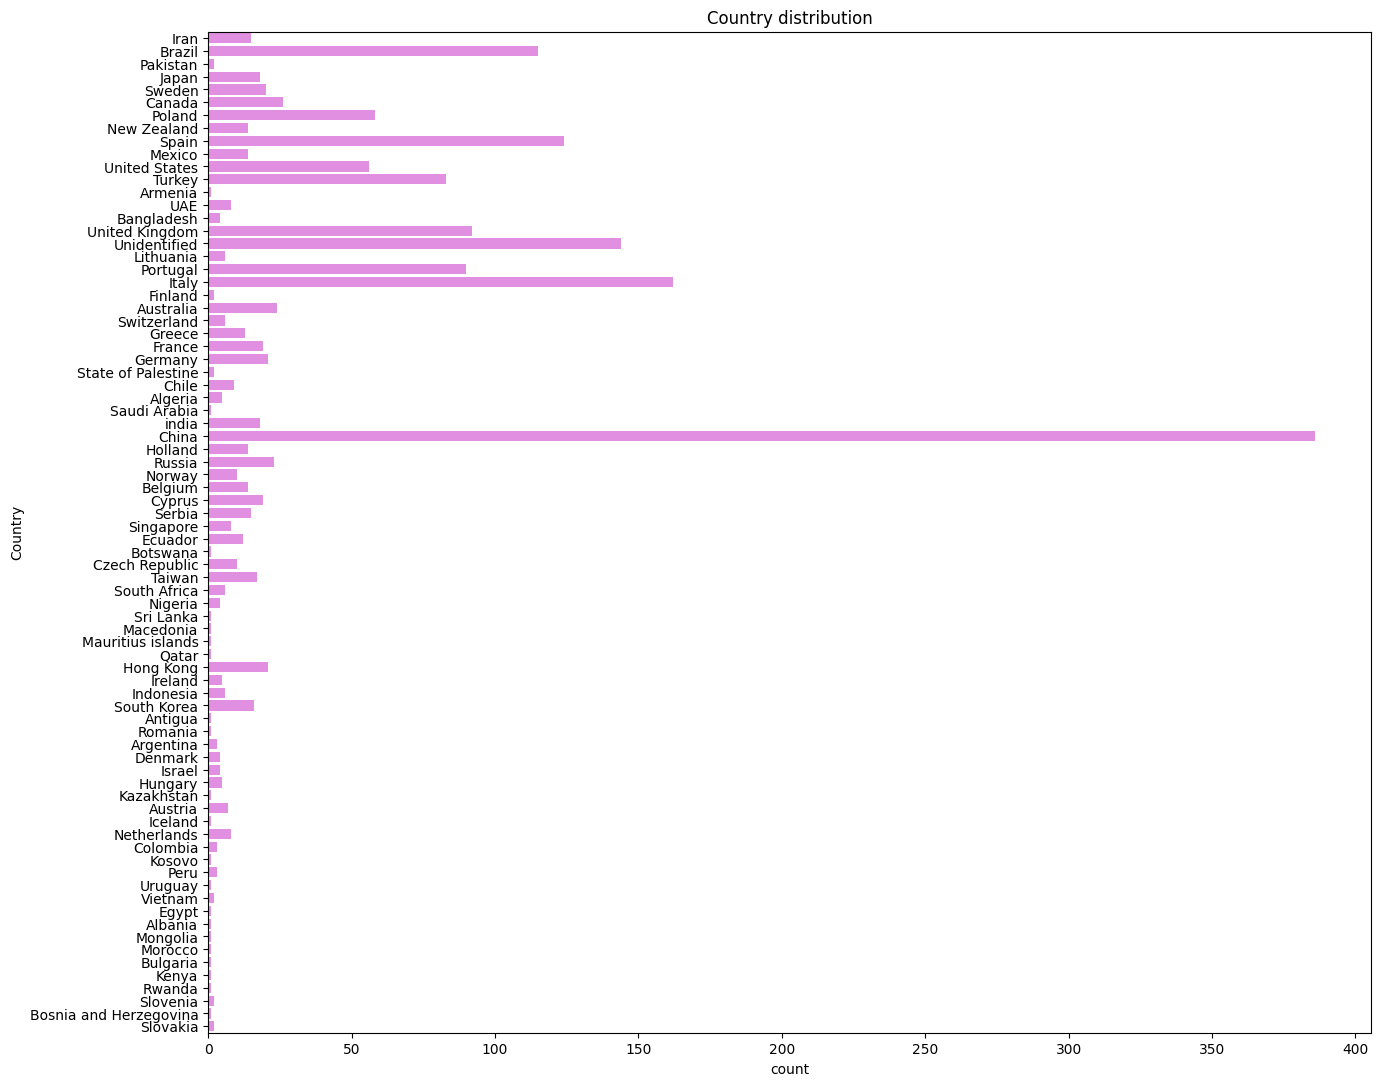 Country distribution
Iran
Brazil
Pakistan
Japan
Sweden
Canada
Poland
New Zealand
Spain
Mexico
United States
Turkey
Armenia
UAE
Bangladesh
United Kingdom
Unidentified
Lithuania
Portugal
Italy
Finland
Australia
Switzerland
Greece
France
Germany
State of Palestine
Chile
Algeria
Saudi Arabia
india
China
Holland
Russia
Norway
Belgium
Cyprus
Serbia
Singapore
Ecuador
Botswana
Czech Republic
Taiwan
South Africa
Nigeria
Sri Lanka
Macedonia
Mauritius islands
Qatar
Hong Kong
Ireland
Indonesia
South Korea
Antigua
Romania
Argentina
Denmark
Israel
Hungary
Kazakhstan
Austria
Iceland
Netherlands
Colombia
Kosovo
Peru
Uruguay
Vietnam
Egypt
Albania
Mongolia
Morocco
Bulgaria
Kenya
Rwanda
Slovenia
Bosnia and Herzegovina
Slovakia
Country
0 50 100 150 200 250 300 350 400
count